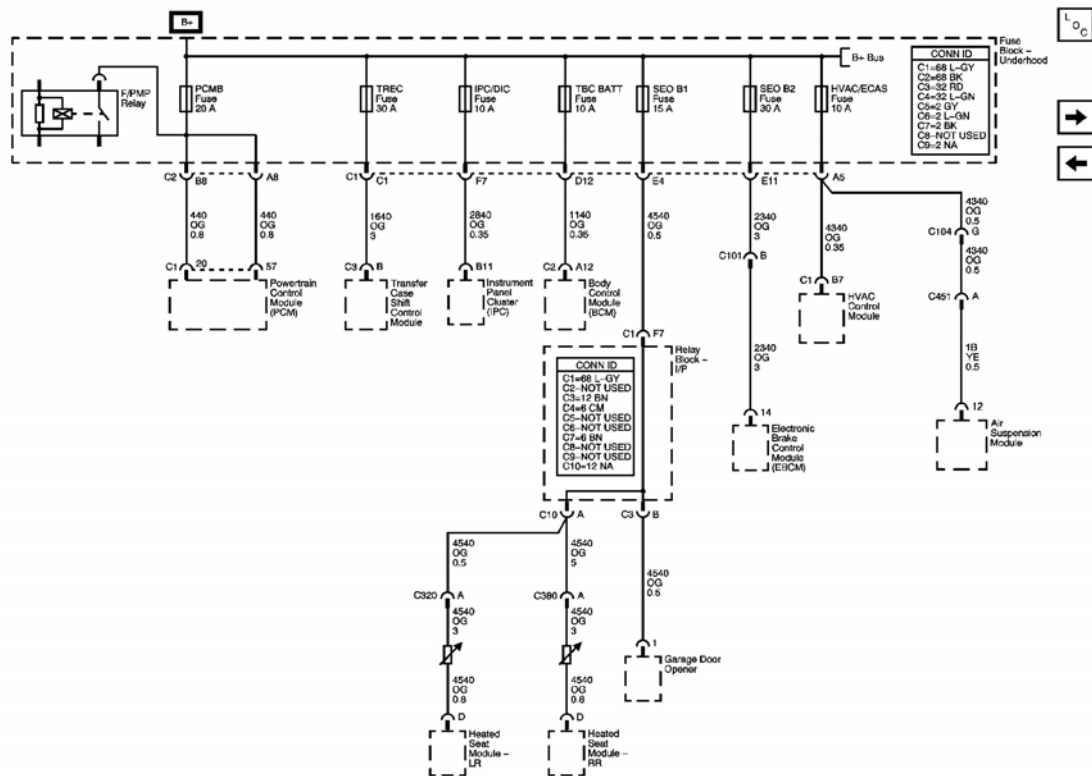 B+
L
O
C
Fuse
Block –
Underhood
B+ Bus
CONN ID
C1=68 L-GY
C2=68 BK
C3=32 RD
C4=32 L-GN
C5=2 GY
C6=2 L-GN
C7=2 BK
C8-NOT USED
C9=2 NA
F/PMP
Relay
PCMB
Fuse
20 A
TREC
Fuse
30 A
IPC/DIC
Fuse
10 A
TBC BATT
Fuse
10 A
SEO B1
Fuse
15 A
SEO B2
Fuse
30 A
HVAC/ECAS
Fuse
10 A
C2 B8 A8 C1 C1 F7 D12 E4 E11 A5
440
OG
0.8
440
OG
0.8
1640
OG
3
2840
OG
0.35
1140
OG
0.35
4540
OG
0.5
2340
OG
3
4340
OG
0.35
4340
OG
0.5
C104 G
4340
OG
0.5
C101 B
C1 20 57
Powertrain
Control
Module
(PCM)
C3 B
Transfer
Case
Shift
Control
Module
B11
Instrument
Panel
Cluster
(IPC)
C2 A12
Body
Control
Module
(BCM)
C1 B7
HVAC
Control
Module
C451 A
1B
YE
0.5
C1 F7
Relay
Block –
I/P
2340
OG
3
CONN ID
C1=68 L-GY
C2-NOT USED
C3=12 BN
C4=6 CM
C5-NOT USED
C6-NOT USED
C7=6 BN
C8-NOT USED
C9-NOT USED
C10=12 NA
14
Electronic
Brake
Control
Module
(EBCM)
12
Air
Suspension
Module
C10 A C3 B
4540
OG
0.5
4540
OG
5
4540
OG
0.5
C320 A
C380 A
4540
OG
3
4540
OG
3
4540
OG
0.8
4540
OG
0.8
1
Garage Door
Opener
D
Heated
Seat
Module –
LR
D
Heated
Seat
Module –
RR